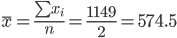 x̅ = ∑xᵢ / n = 1149 / 2 = 574.5